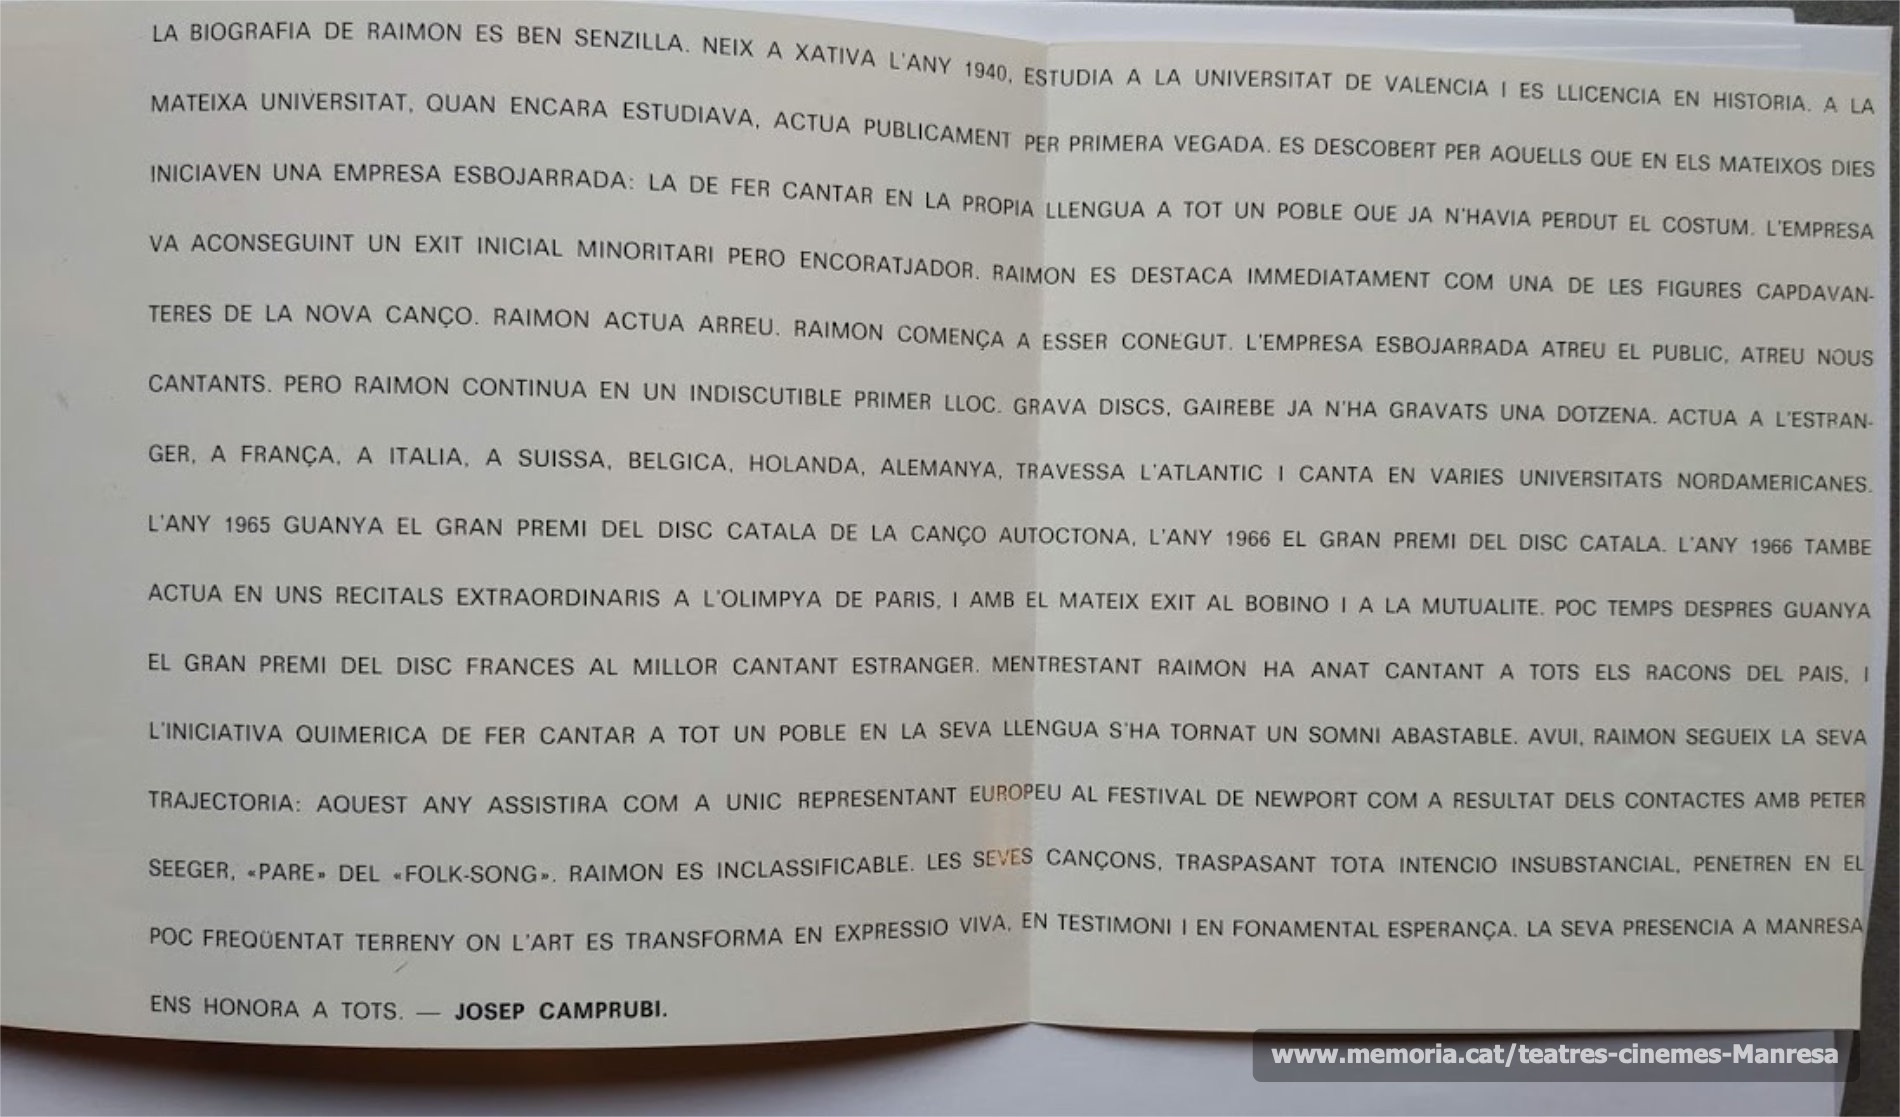 LA BIOGRAFIA DE RAIMON ES BEN SENZILLA. NEIX A XATIVA L'ANY 1940, ESTUDIA A LA UNIVERSITAT DE VALENCIA I ES LLICENCIA EN HISTORIA. A LA
MATEIXA UNIVERSITAT, QUAN ENCARA ESTUDIAVA, ACTUA PUBLICAMENT PER PRIMERA VEGADA. ES DESCOBERT PER AQUELLS QUE EN ELS MATEIXOS DIES
INICIAVEN UNA EMPRESA ESBOJARRADA: LA DE FER CANTAR EN LA PROPIA LLENGUA A TOT UN POBLE QUE JA N'HAVIA PERDUT EL COSTUM. L'EMPRESA
VA ACONSEGUINT UN EXIT INICIAL MINORITARI PERO ENCORATJADOR. RAIMON ES DESTACA IMMEDIATAMENT COM UNA DE LES FIGURES CAPDAVAN-
TERES DE LA NOVA CANÇO. RAIMON ACTUA ARREU. RAIMON COMENÇA A ESSER CONEGUT. L'EMPRESA ESBOJARRADA ATREU EL PUBLIC, ATREU NOUS
CANTANTS. PERO RAIMON CONTINUA EN UN INDISCUTIBLE PRIMER LLOC. GRAVA DISCS, GAIREBE JA N'HA GRAVATS UNA DOTZENA. ACTUA A L'ESTRAN-
GER, A FRANÇA, A ITALIA, A SUISSA, BELGICA, HOLANDA, ALEMANYA, TRAVESSA L'ATLANTIC I CANTA EN VARIES UNIVERSITATS NORDAMERICANES.
L'ANY 1965 GUANYA EL GRAN PREMI DEL DISC CATALA DE LA CANÇO AUTOCTONA, L'ANY 1966 EL GRAN PREMI DEL DISC CATALA. L'ANY 1966 TAMBE
ACTUA EN UNS RECITALS EXTRAORDINARIS A L'OLIMPYA DE PARIS, I AMB EL MATEIX EXIT AL BOBINO I A LA MUTUALITE. POC TEMPS DESPRES GUANYA
EL GRAN PREMI DEL DISC FRANCES AL MILLOR CANTANT ESTRANGER. MENTRESTANT RAIMON HA ANAT CANTANT A TOTS ELS RACONS DEL PAIS, I
L'INICIATIVA QUIMERICA DE FER CANTAR A TOT UN POBLE EN LA SEVA LLENGUA S'HA TORNAT UN SOMNI ABASTABLE. AVUI, RAIMON SEGUEIX LA SEVA
TRAJECTORIA: AQUEST ANY ASSISTIRA COM A UNIC REPRESENTANT EUROPEU AL FESTIVAL DE NEWPORT COM A RESULTAT DELS CONTACTES AMB PETER
SEEGER, «PARE» DEL «FOLK-SONG». RAIMON ES INCLASSIFICABLE. LES SEVES CANÇONS, TRASPASANT TOTA INTENCIO INSUBSTANCIAL, PENETREN EN EL
POC FREQÜENTAT TERRENY ON L'ART ES TRANSFORMA EN EXPRESSIO VIVA, EN TESTIMONI I EN FONAMENTAL ESPERANÇA. LA SEVA PRESENCIA A MANRESA
ENS HONORA A TOTS. — JOSEP CAMPRUBI.
www.memoria.cat/teatres-cinemes-Manresa